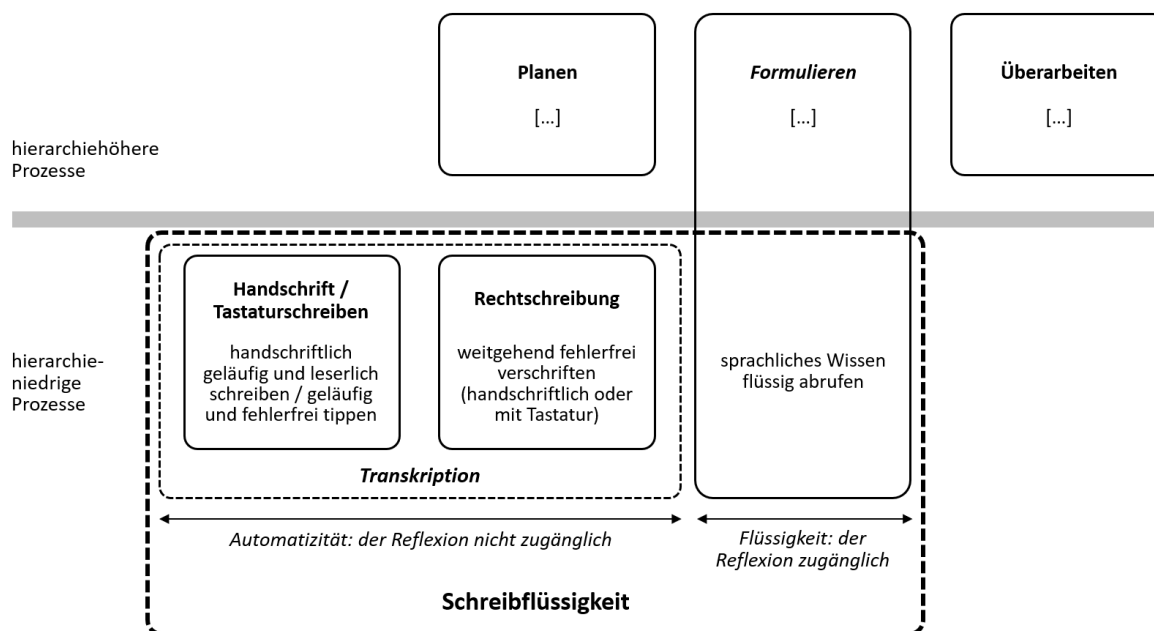 Planen
[...]
Formulieren
[...]
Überarbeiten
[...]
hierarchiehöhere
Prozesse
hierarchie-
niedrige
Prozesse
Handschrift /
Tastaturschreiben
handschriftlich
geläufig und leserlich
schreiben / geläufig
und fehlerfrei tippen
Rechtschreibung
weitgehend fehlerfrei
verschriften
(handschriftlich oder
mit Tastatur)
sprachliches Wissen
flüssig abrufen
Transkription
Automatizität: der Reflexion nicht zugänglich
Flüssigkeit: der
Reflexion zugänglich
Schreibflüssigkeit